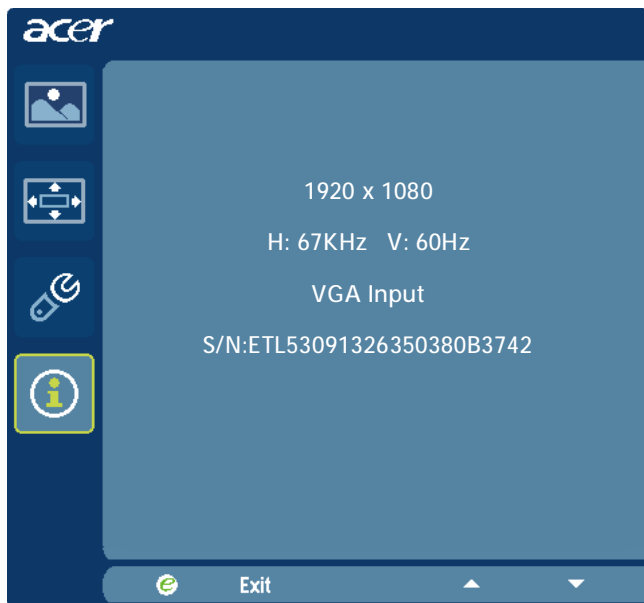 acer
1920 x 1080
H: 67KHz V: 60Hz
VGA Input
S/N:ETL53091326350380B3742
e Exit